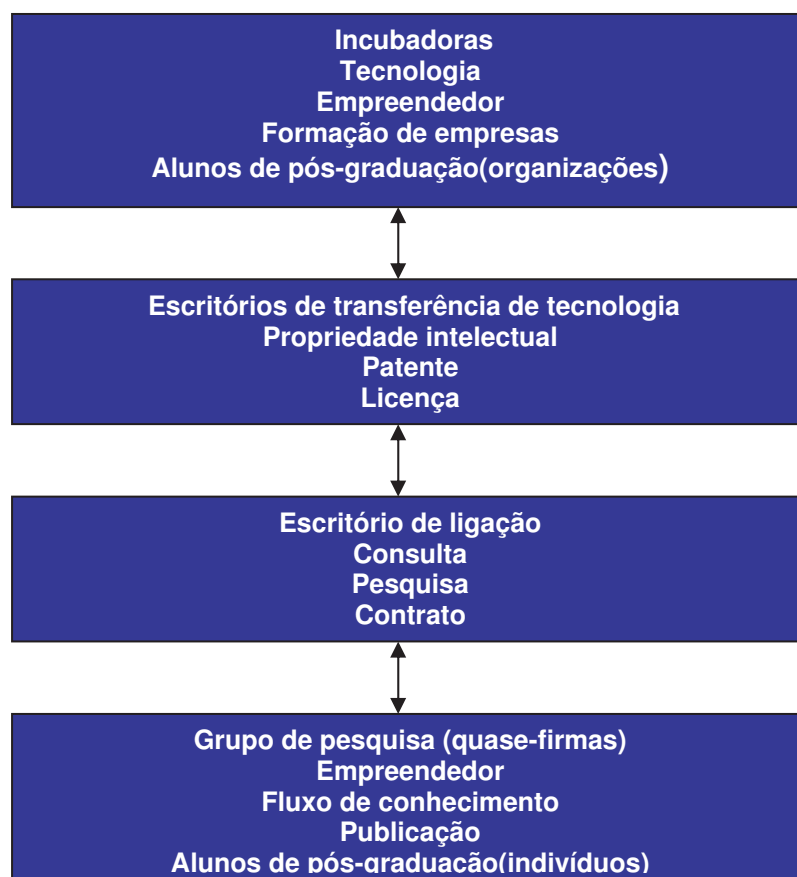 Incubadoras
Tecnologia
Empreendedor
Formação de empresas
Alunos de pós-graduação(organizações)
Escritórios de transferência de tecnologia
Propriedade intelectual
Patente
Licença
Escritório de ligação
Consulta
Pesquisa
Contrato
Grupo de pesquisa (quase-firmas)
Empreendedor
Fluxo de conhecimento
Publicação
Alunos de pós-graduação(indivíduos)